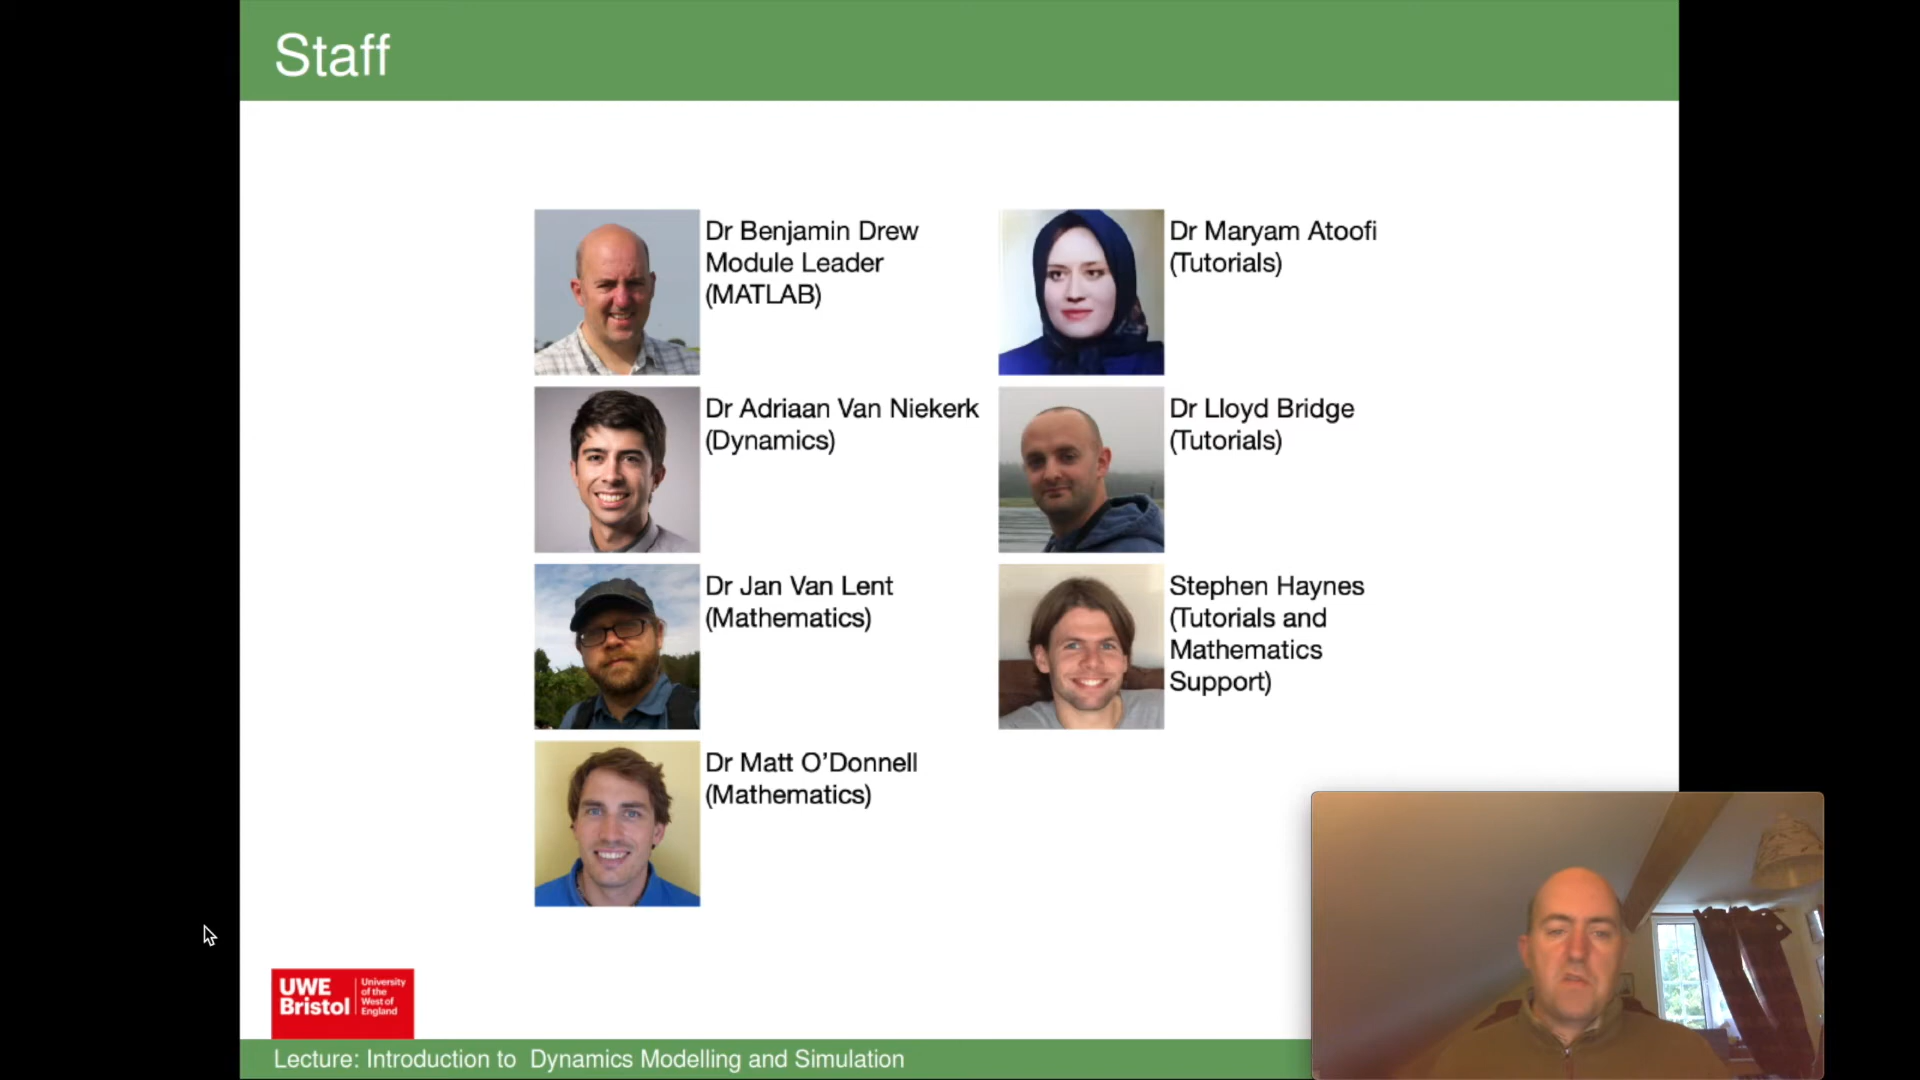 Staff
Dr Benjamin Drew
Module Leader
(MATLAB)
Dr Adriaan Van Niekerk
(Dynamics)
Dr Jan Van Lent
(Mathematics)
Dr Matt O’Donnell
(Mathematics)
Dr Maryam Atoofi
(Tutorials)
Dr Lloyd Bridge
(Tutorials)
Stephen Haynes
(Tutorials and
Mathematics
Support)
UWE
Bristol
University
of the
West of
England
Lecture: Introduction to Dynamics Modelling and Simulation